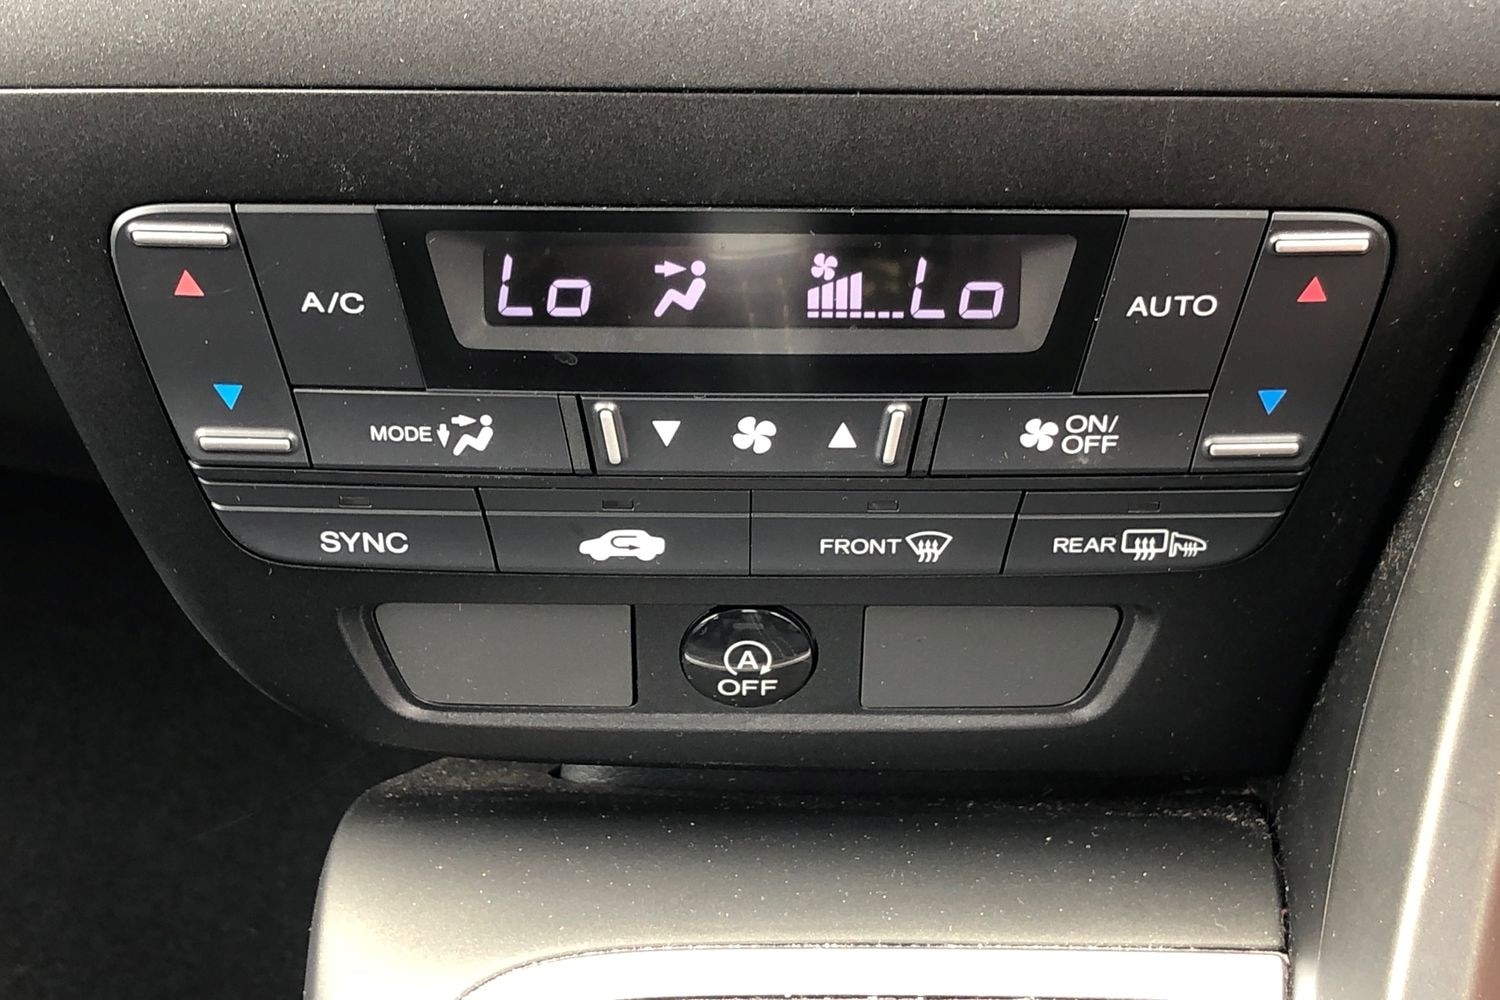 A/C
Lo
Lo
AUTO
MODE
ON/
OFF
SYNC
FRONT
REAR
A
OFF